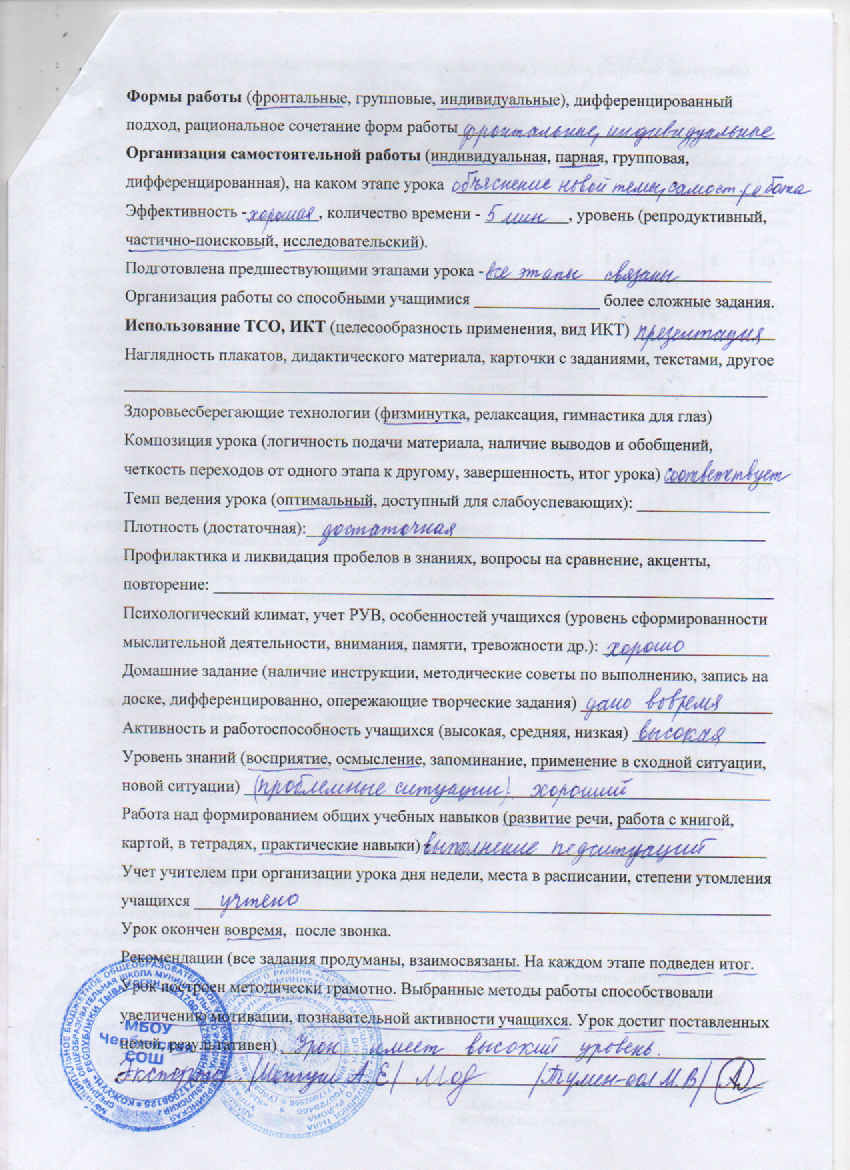 Формы работы (фронтальные, групповые, индивидуальные), дифференцированный
подход, рациональное сочетание форм работы фронтальные, индивидуальные
Организация самостоятельной работы (индивидуальная, парная, групповая,
дифференцированная), на каком этапе урока объяснение новой темы, самост. работа
Эффективность - хорошая, количество времени - 5 мин, уровень (репродуктивный,
частично-поисковый, исследовательский).
Подготовлена предшествующими этапами урока - все этапы связаны
Организация работы со способными учащимися ________________ более сложные задания.
Использование ТСО, ИКТ (целесообразность применения, вид ИКТ) презентация
Наглядность плакатов, дидактического материала, карточки с заданиями, текстами, другое
Здоровьесберегающие технологии (физминутка, релаксация, гимнастика для глаз)
Композиция урока (логичность подачи материала, наличие выводов и обобщений,
четкость переходов от одного этапа к другому, завершенность, итог урока) соответствует
Темп ведения урока (оптимальный, доступный для слабоуспевающих):
Плотность (достаточная): достаточная
Профилактика и ликвидация пробелов в знаниях, вопросы на сравнение, акценты,
повторение:
Психологический климат, учет РУВ, особенностей учащихся (уровень сформированности
мыслительной деятельности, внимания, памяти, тревожности др.): хорошо
Домашние задание (наличие инструкции, методические советы по выполнению, запись на
доске, дифференцированно, опережающие творческие задания) дано вовремя
Активность и работоспособность учащихся (высокая, средняя, низкая) высокая
Уровень знаний (восприятие, осмысление, запоминание, применение в сходной ситуации,
новой ситуации) (проблемные ситуации). хороший
Работа над формированием общих учебных навыков (развитие речи, работа с книгой,
картой, в тетрадях, практические навыки) выполнение педситуаций
Учет учителем при организации урока дня недели, места в расписании, степени утомления
учащихся учтено
Урок окончен вовремя, после звонка.
Рекомендации (все задания продуманы, взаимосвязаны. На каждом этапе подведен итог.
Урок построен методически грамотно. Выбранные методы работы способствовали
увеличению мотивации, познавательной активности учащихся. Урок достиг поставленных
целей, результативен) Урок имеет высокий уровень.
Эксперты: А.Е/ /Тумен-оол М.В/
МБОУ
СОШ